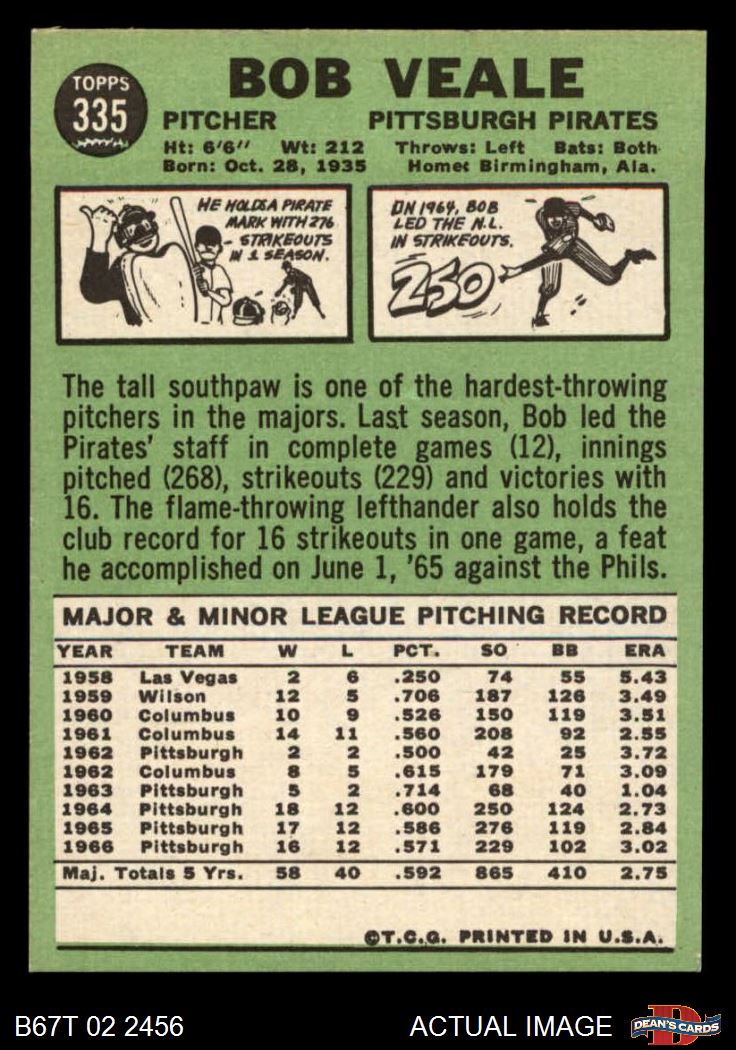 TOPPS
335
BOB VEALE
PITCHER PITTSBURGH PIRATES
Ht: 6'6" Wt: 212 Throws: Left Bats: Both
Born: Oct. 28, 1935 Home: Birmingham, Ala.
HE HOLDS A PIRATE
MARK WITH 276
- STRIKEOUTS
IN 1 SEASON.
IN 1964, BOB
LED THE N.L.
IN STRIKEOUTS.
250
The tall southpaw is one of the hardest-throwing
pitchers in the majors. Last season, Bob led the
Pirates' staff in complete games (12), innings
pitched (268), strikeouts (229) and victories with
16. The flame-throwing lefthander also holds the
club record for 16 strikeouts in one game, a feat
he accomplished on June 1, '65 against the Phils.
MAJOR & MINOR LEAGUE PITCHING RECORD
YEAR TEAM W L PCT. SO BB ERA
1958 Las Vegas 2 6 .250 74 55 5.43
1959 Wilson 12 5 .706 187 126 3.49
1960 Columbus 10 9 .526 150 119 3.51
1961 Columbus 14 11 .560 208 92 2.55
1962 Pittsburgh 2 2 .500 42 25 3.72
1962 Columbus 8 5 .615 179 71 3.09
1963 Pittsburgh 5 2 .714 68 40 1.04
1964 Pittsburgh 18 12 .600 250 124 2.73
1965 Pittsburgh 17 12 .586 276 119 2.84
1966 Pittsburgh 16 12 .571 229 102 3.02
Maj. Totals 5 Yrs. 58 40 .592 865 410 2.75
©T.C.G. PRINTED IN U.S.A.
B67T 02 2456 ACTUAL IMAGE DEAN'S CARDS